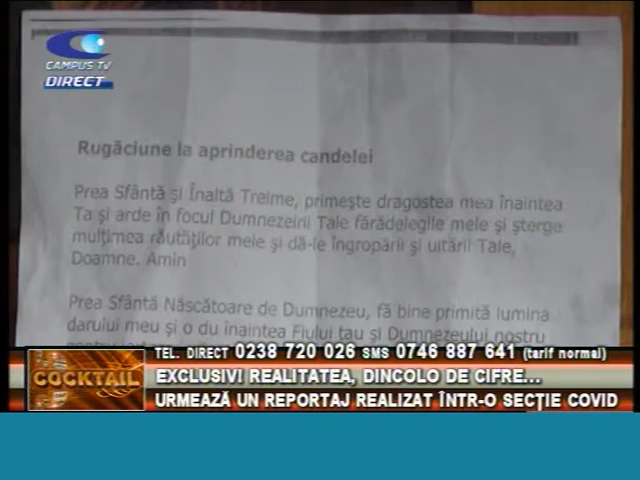 CAMPUS TV
DIRECT
Rugăciune la aprinderea candelei
Prea Sfântă și Înaltă Treime, primește dragostea mea înaintea
Ta și arde în focul Dumnezeirii Tale fărădelegile mele și șterge
mulțimea răutăților mele și dă-le îngropării și uitării Tale,
Doamne. Amin
Prea Sfântă Născătoare de Dumnezeu, fă bine primită lumina
darului meu și o du înaintea Fiului tau și Dumnezeului nostru
TEL. DIRECT 0238 720 026 SMS 0746 887 641 (tarif normal)
COCKTAIL
EXCLUSIV! REALITATEA, DINCOLO DE CIFRE...
URMEAZĂ UN REPORTAJ REALIZAT ÎNTR-O SECȚIE COVID